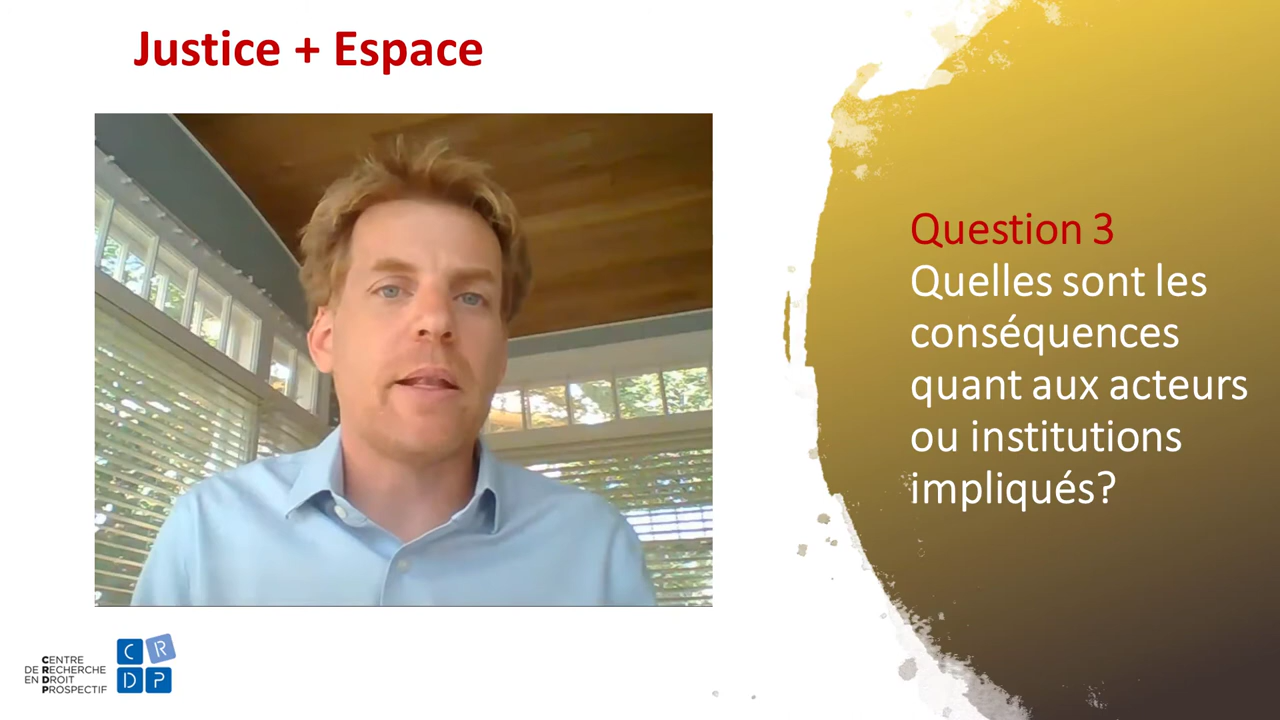 Justice + Espace
Question 3
Quelles sont les
conséquences
quant aux acteurs
ou institutions
impliqués?
CENTRE
DE RECHERCHE
EN DROIT
PROSPECTIF
C R
D P